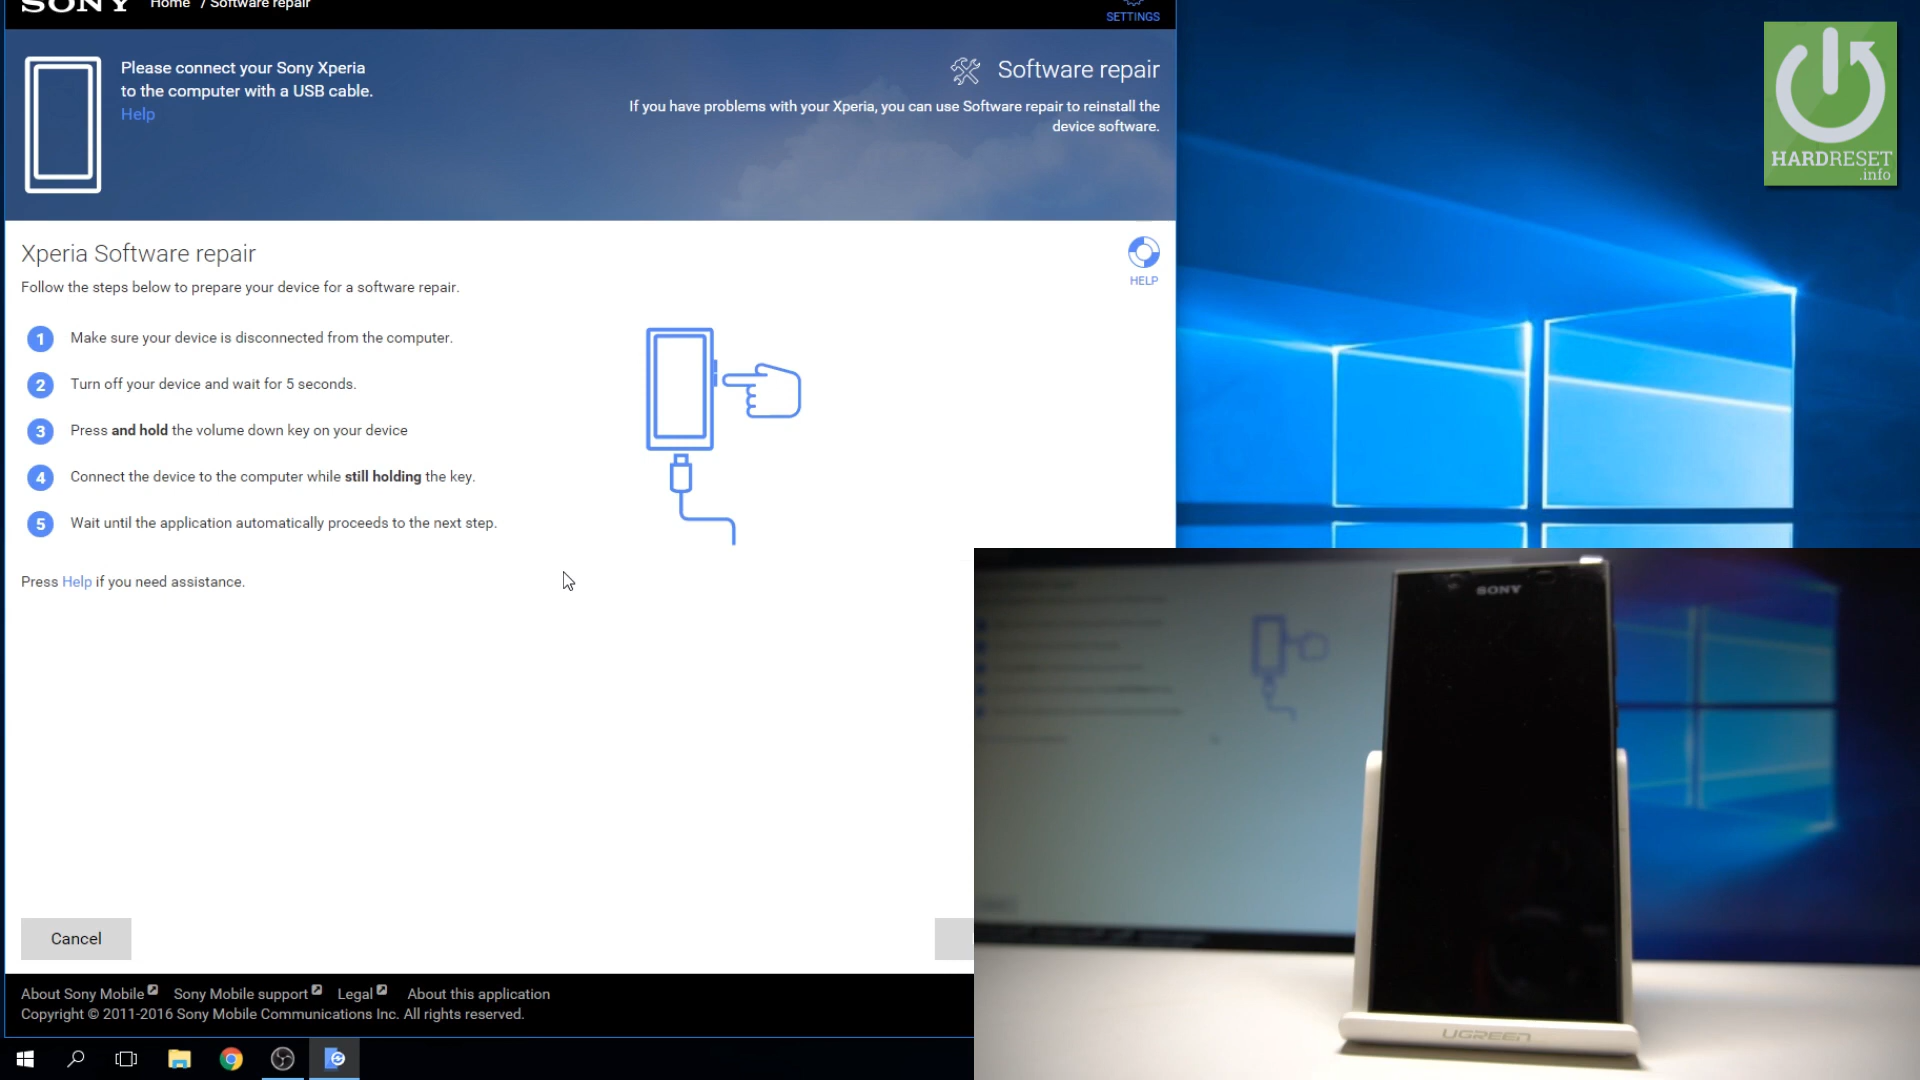 SONY Home / Software repair
SETTINGS
Please connect your Sony Xperia
to the computer with a USB cable.
Help
Software repair
If you have problems with your Xperia, you can use Software repair to reinstall the
device software.
HARDRESET
.info
Xperia Software repair
Follow the steps below to prepare your device for a software repair.
HELP
1 Make sure your device is disconnected from the computer.
2 Turn off your device and wait for 5 seconds.
3 Press and hold the volume down key on your device
4 Connect the device to the computer while still holding the key.
5 Wait until the application automatically proceeds to the next step.
Press Help if you need assistance.
SONY
UGREEN
Cancel
About Sony Mobile Sony Mobile support Legal About this application
Copyright © 2011-2016 Sony Mobile Communications Inc. All rights reserved.